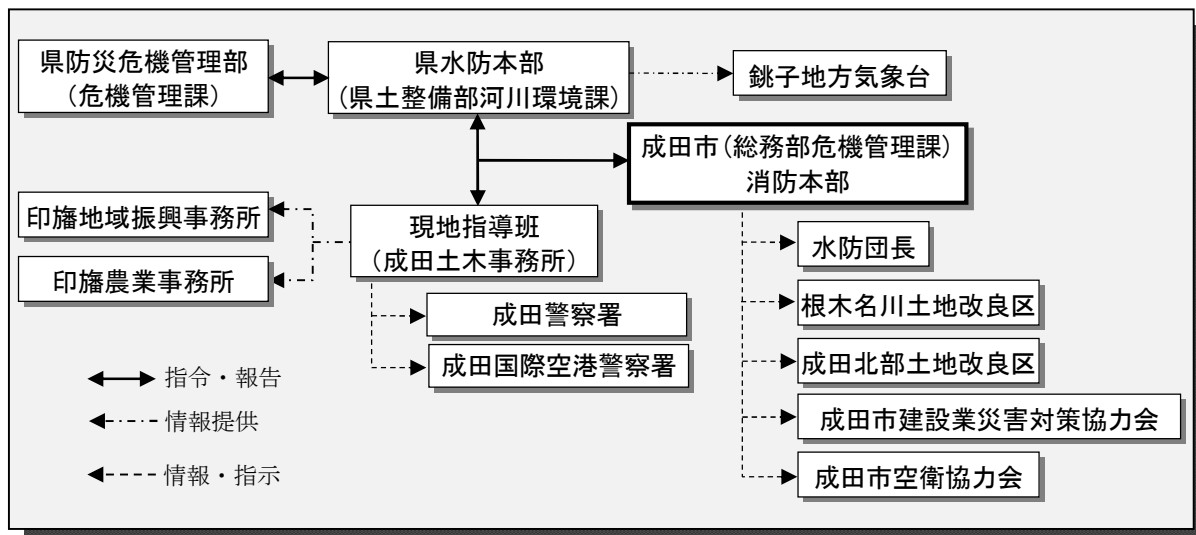 県防災危機管理部
（危機管理課）
県水防本部
（県土整備部河川環境課）
銚子地方気象台
成田市（総務部危機管理課）
消防本部
印旛地域振興事務所
印旛農業事務所
現地指導班
（成田土木事務所）
水防団長
根木名川土地改良区
成田警察署
成田国際空港警察署
成田北部土地改良区
成田市建設業災害対策協力会
成田市空衛協力会
指令・報告
情報提供
情報・指示